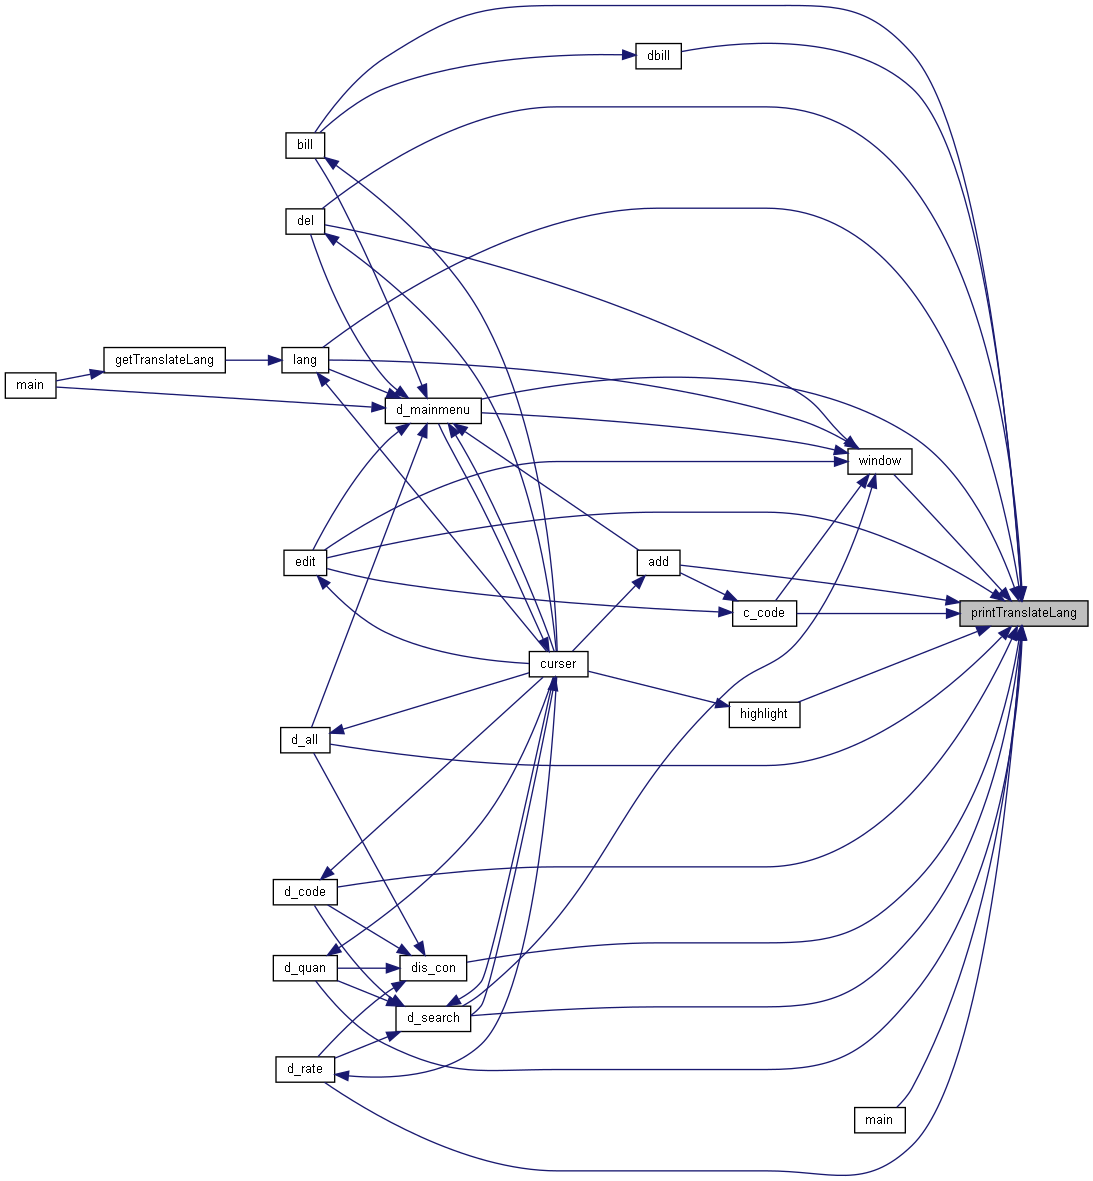 dbill
bill
del
getTranslateLang
lang
main
d_mainmenu
window
edit
add
c_code
printTranslateLang
curser
highlight
d_all
d_code
d_quan
dis_con
d_search
d_rate
main